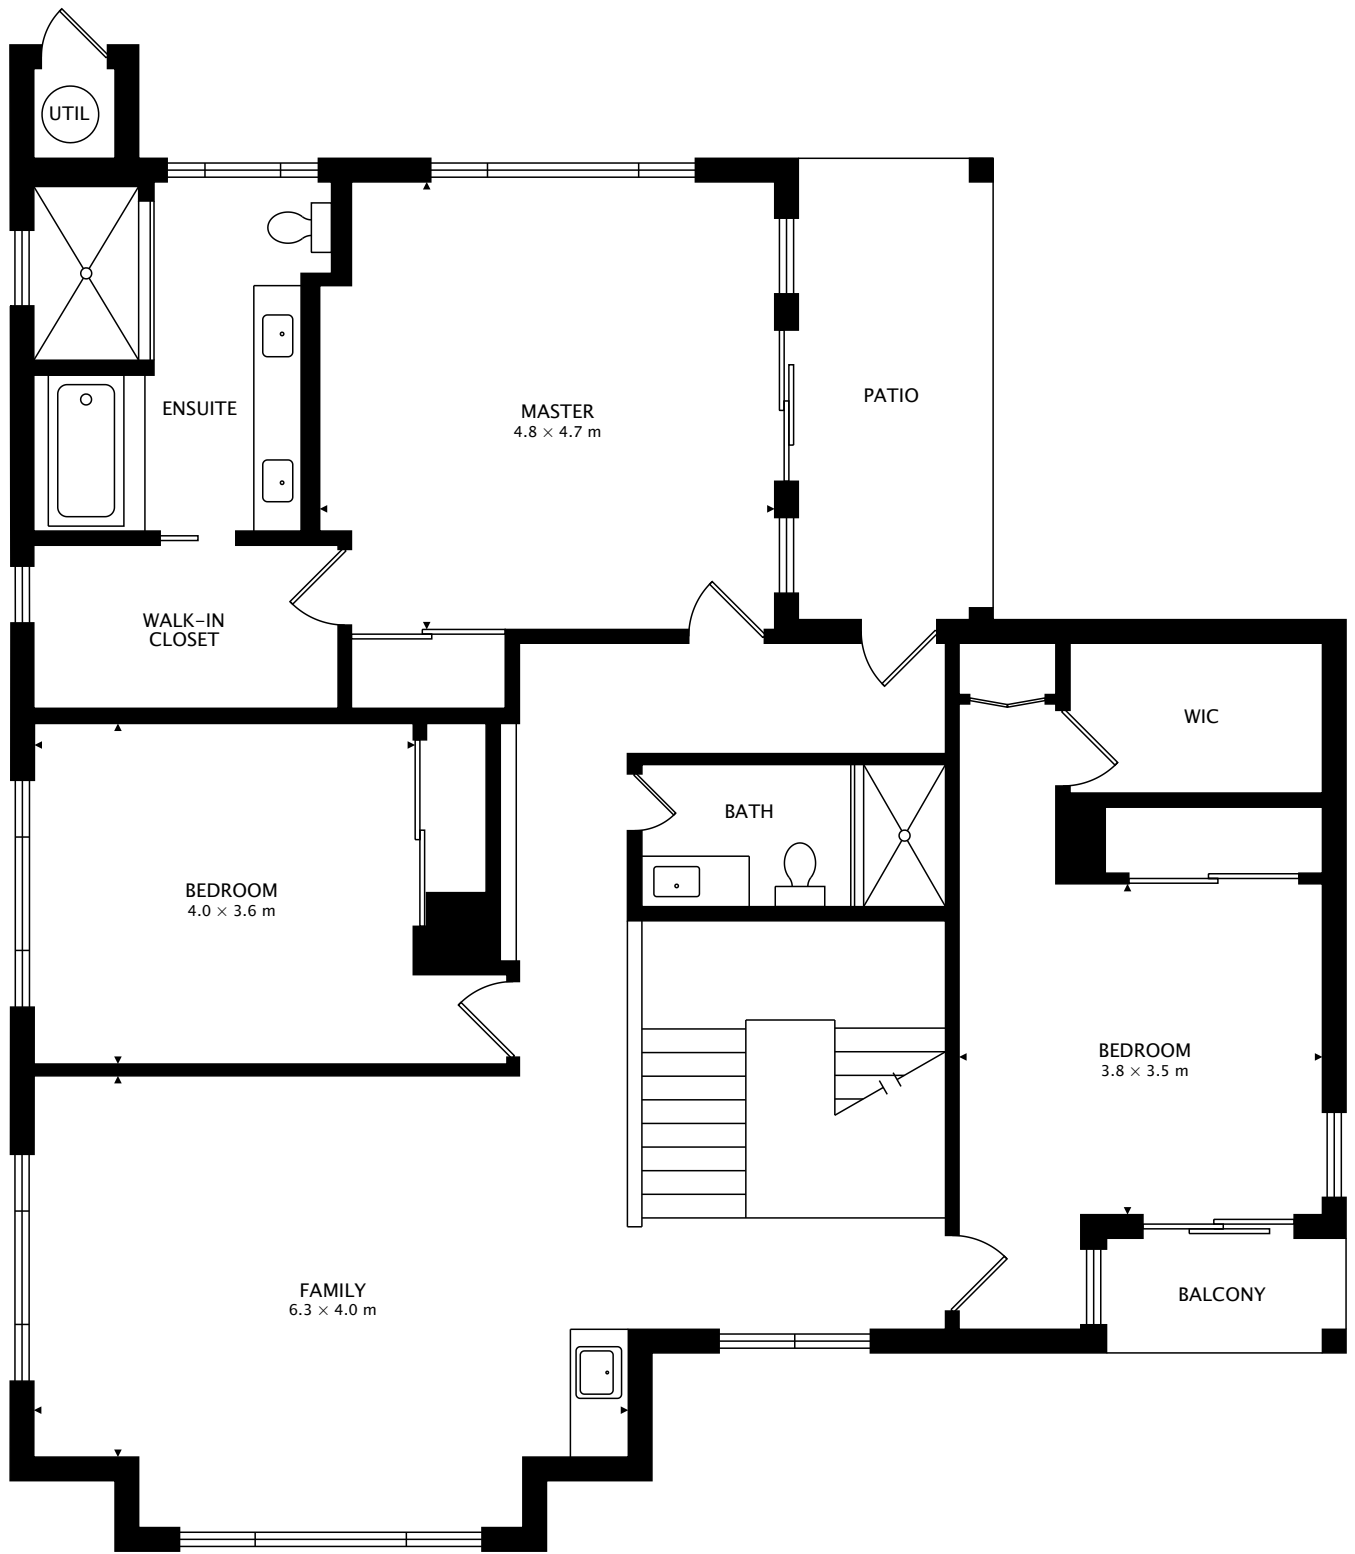 UTIL
ENSUITE
MASTER
4.8 × 4.7 m
PATIO
WALK-IN
CLOSET
WIC
BATH
BEDROOM
4.0 × 3.6 m
BEDROOM
3.8 × 3.5 m
FAMILY
6.3 × 4.0 m
BALCONY